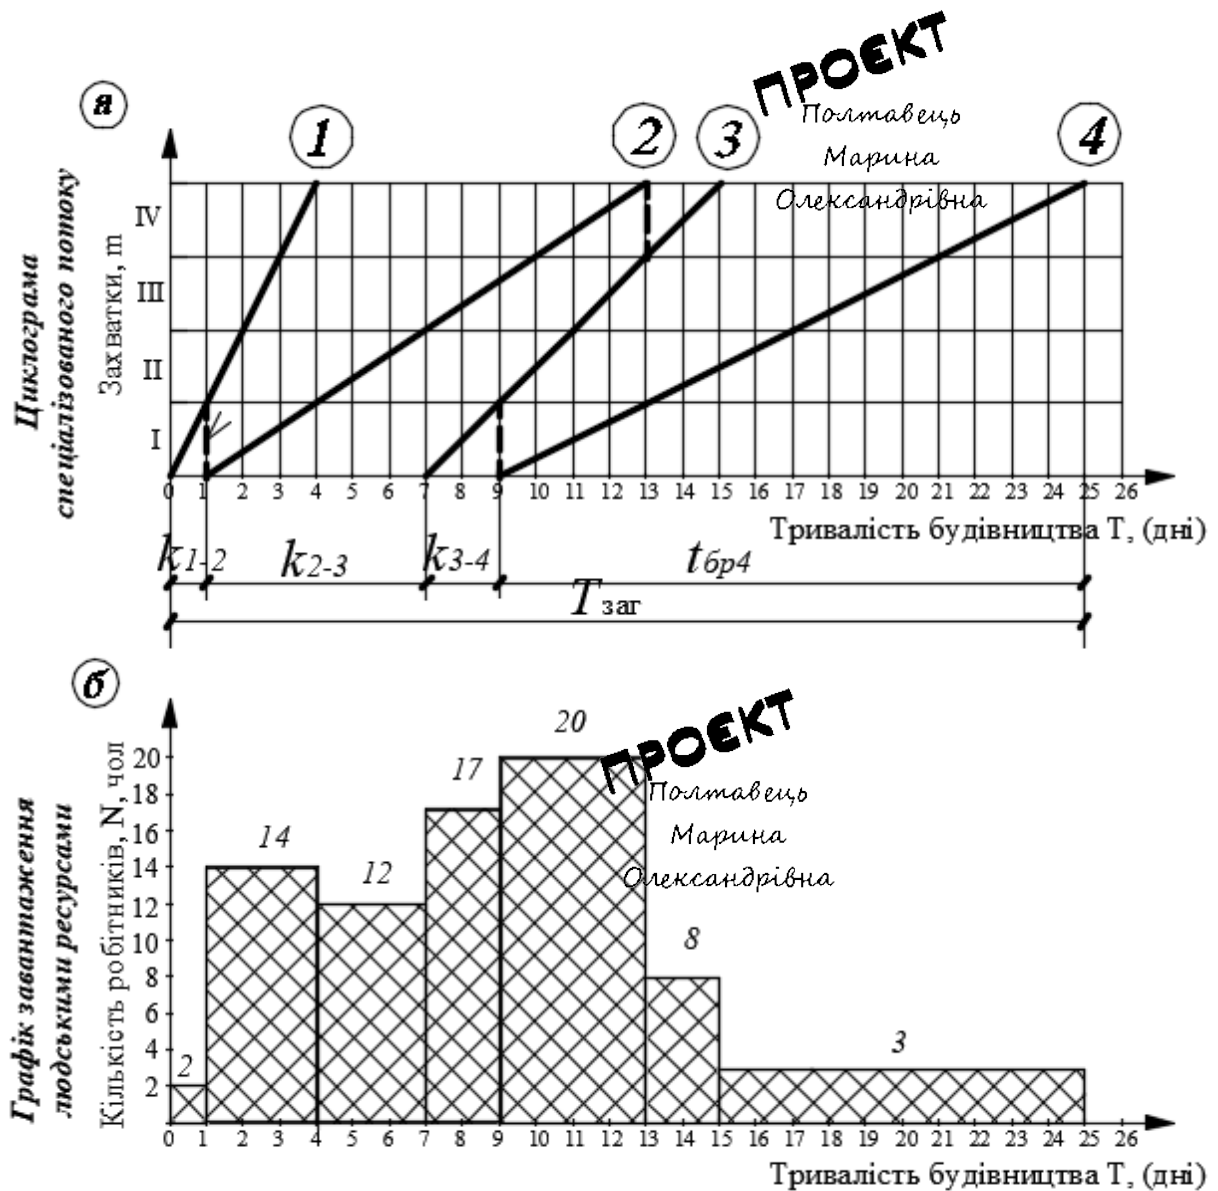 а
1
2
3
4
ПРОЄКТ
Полтавець
Марина
Олександрівна
Циклограма
спеціалізованого потоку
Захватки, m
IV
III
II
I
0 1 2 3 4 5 6 7 8 9 10 11 12 13 14 15 16 17 18 19 20 21 22 23 24 25 26
Тривалість будівництва Т, (дні)
k1-2 k2-3 k3-4 tбр4
T заг
б
ПРОЄКТ
Полтавець
Марина
Олександрівна
Графік завантаження
людськими ресурсами
Кількість робітників, N, чол
20
18
16
14
12
10
8
6
4
2
2
14
12
17
20
8
3
0 1 2 3 4 5 6 7 8 9 10 11 12 13 14 15 16 17 18 19 20 21 22 23 24 25 26
Тривалість будівництва Т, (дні)